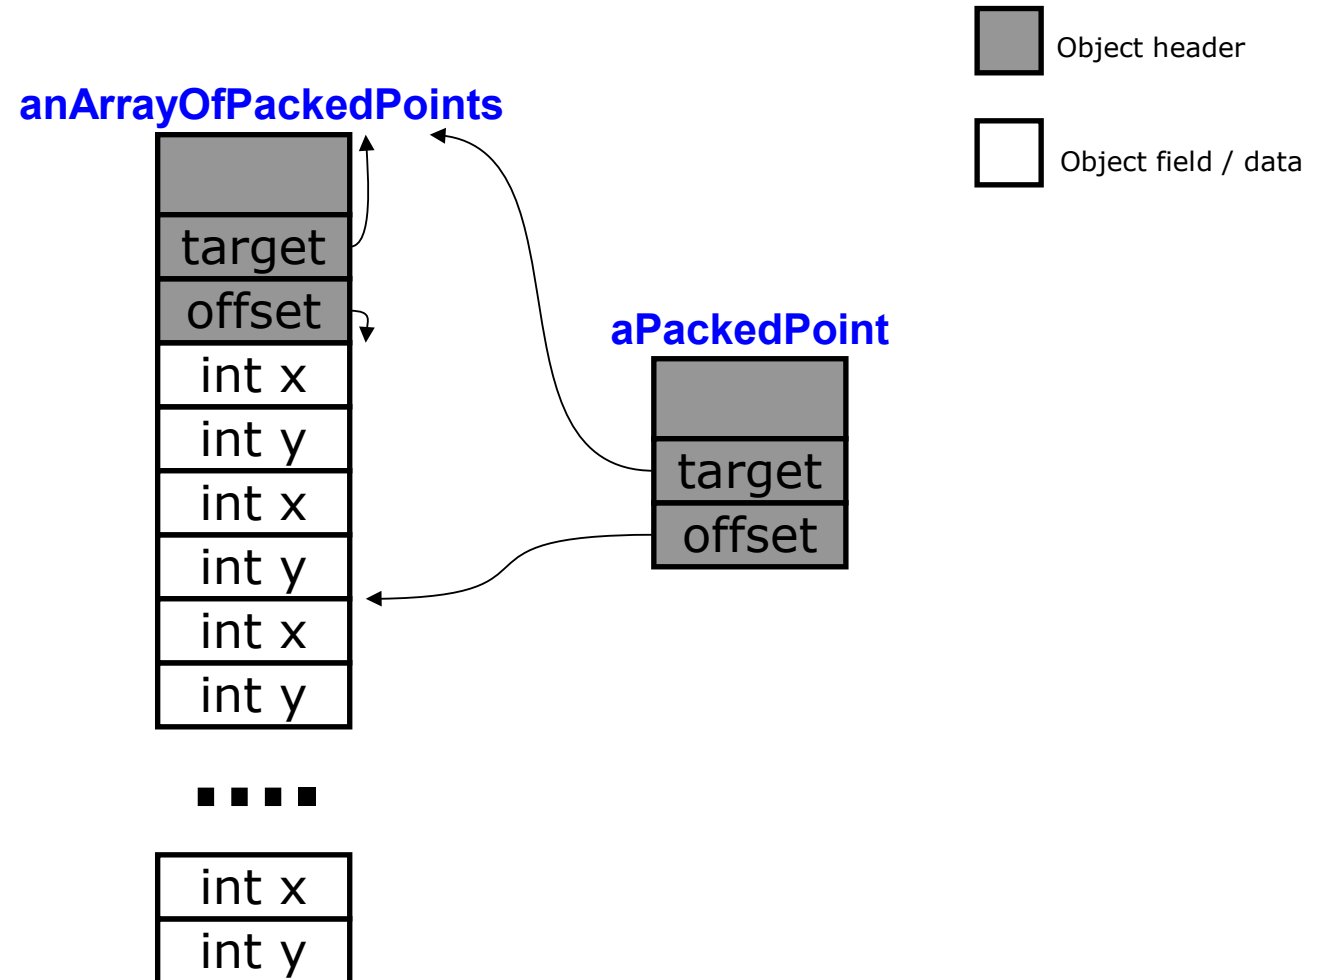 Object header
Object field / data
anArrayOfPackedPoints
target
offset
int x
int y
int x
int y
int x
int y
....
int x
int y
aPackedPoint
target
offset